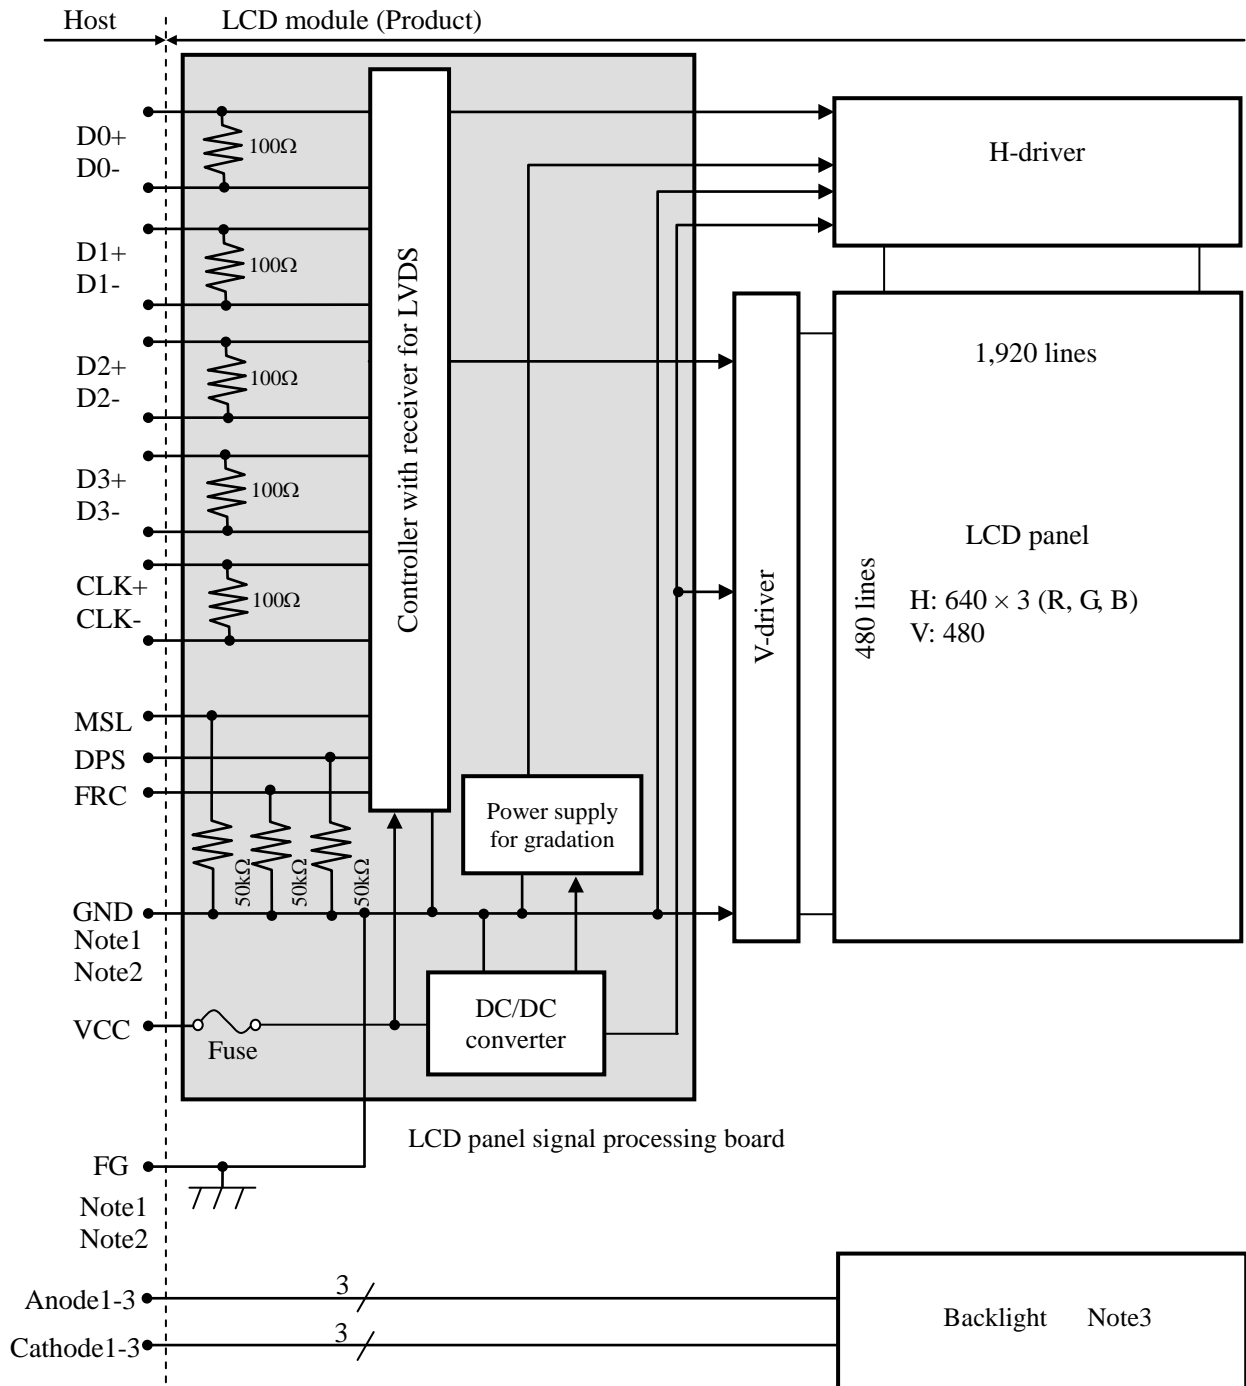 Host
LCD module (Product)
D0+
D0-
100Ω
H-driver
D1+
D1-
100Ω
Controller with receiver for LVDS
D2+
D2-
100Ω
1,920 lines
D3+
D3-
100Ω
CLK+
CLK-
100Ω
V-driver
480 lines
LCD panel
H: 640 × 3 (R, G, B)
V: 480
MSL
DPS
FRC
50kΩ
50kΩ
50kΩ
Power supply
for gradation
GND
Note1
Note2
VCC
Fuse
DC/DC
converter
LCD panel signal processing board
FG
Note1
Note2
Anode1-3
3
Cathode1-3
3
Backlight Note3